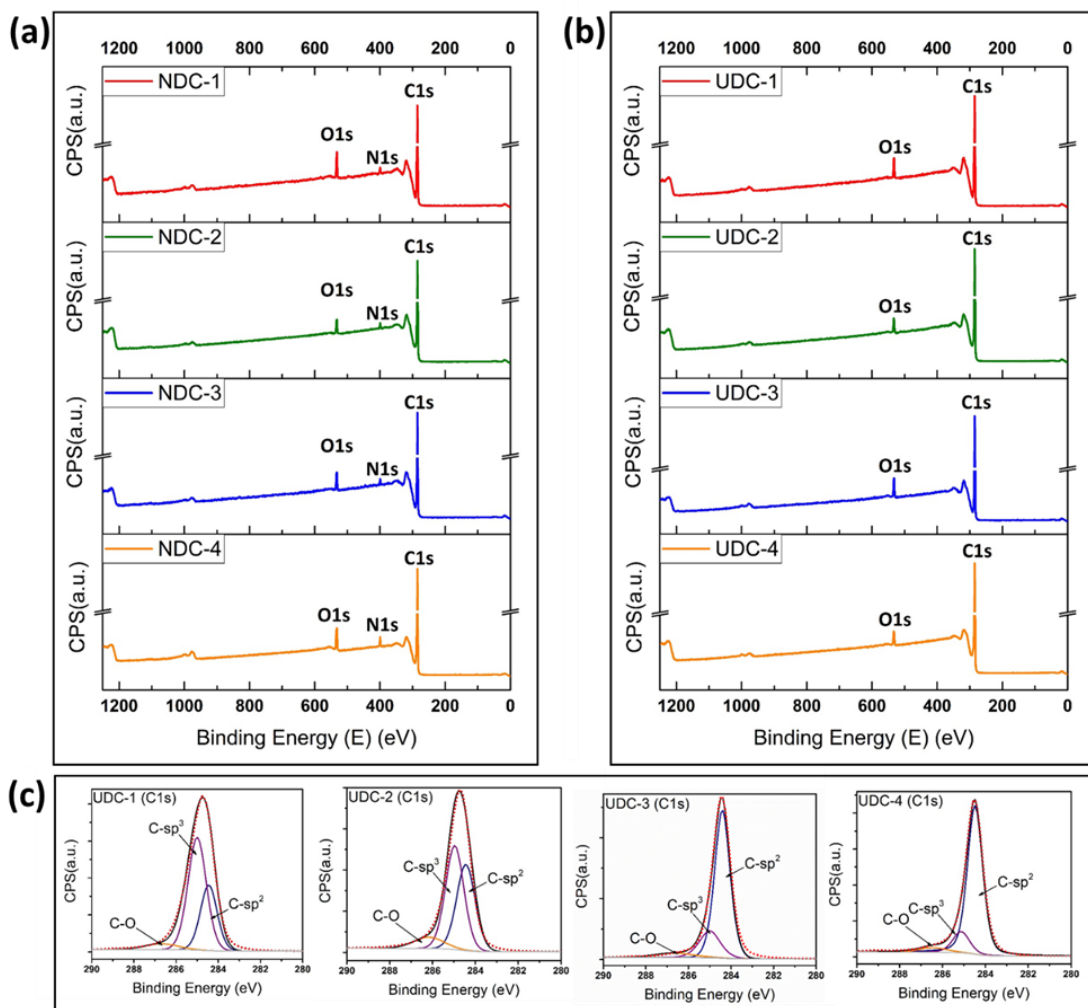 (a)
1200 1000 800 600 400 200 0
CPS(a.u.)
NDC-1
C1s
O1s
N1s
CPS(a.u.)
NDC-2
C1s
O1s
N1s
CPS(a.u.)
NDC-3
C1s
O1s
N1s
CPS(a.u.)
NDC-4
C1s
O1s
N1s
1200 1000 800 600 400 200 0
Binding Energy (E) (eV)
(b)
1200 1000 800 600 400 200 0
CPS(a.u.)
UDC-1
C1s
O1s
CPS(a.u.)
UDC-2
C1s
O1s
CPS(a.u.)
UDC-3
C1s
O1s
CPS(a.u.)
UDC-4
C1s
O1s
1200 1000 800 600 400 200 0
Binding Energy (E) (eV)
(c)
UDC-1 (C1s)
CPS(a.u.)
C-sp³
C-O
C-sp²
290 288 286 284 282 280
Binding Energy (eV)
UDC-2 (C1s)
CPS(a.u.)
C-sp³
C-sp²
C-O
290 288 286 284 282 280
Binding Energy (eV)
UDC-3 (C1s)
CPS(a.u.)
C-sp²
C-sp³
C-O
290 288 286 284 282 280
Binding Energy (eV)
UDC-4 (C1s)
CPS(a.u.)
C-sp²
C-sp³
C-O
290 288 286 284 282 280
Binding Energy (eV)